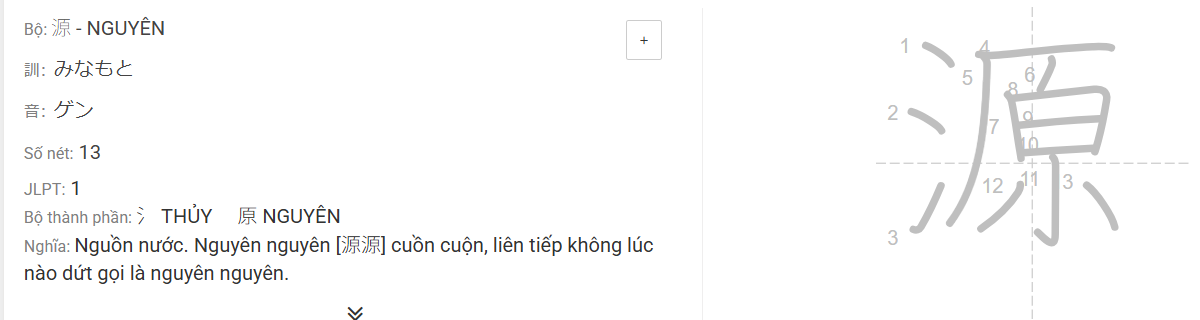 Bộ: 源 - NGUYÊN
+
訓: みなもと
音: ゲン
Số nét: 13
JLPT: 1
Bộ thành phần: 氵 THỦY 原 NGUYÊN
Nghĩa: Nguồn nước. Nguyên nguyên [源源] cuồn cuộn, liên tiếp không lúc
nào dứt gọi là nguyên nguyên.
源
1
2
3
4
5
6
7
8
9
10
11
12
3